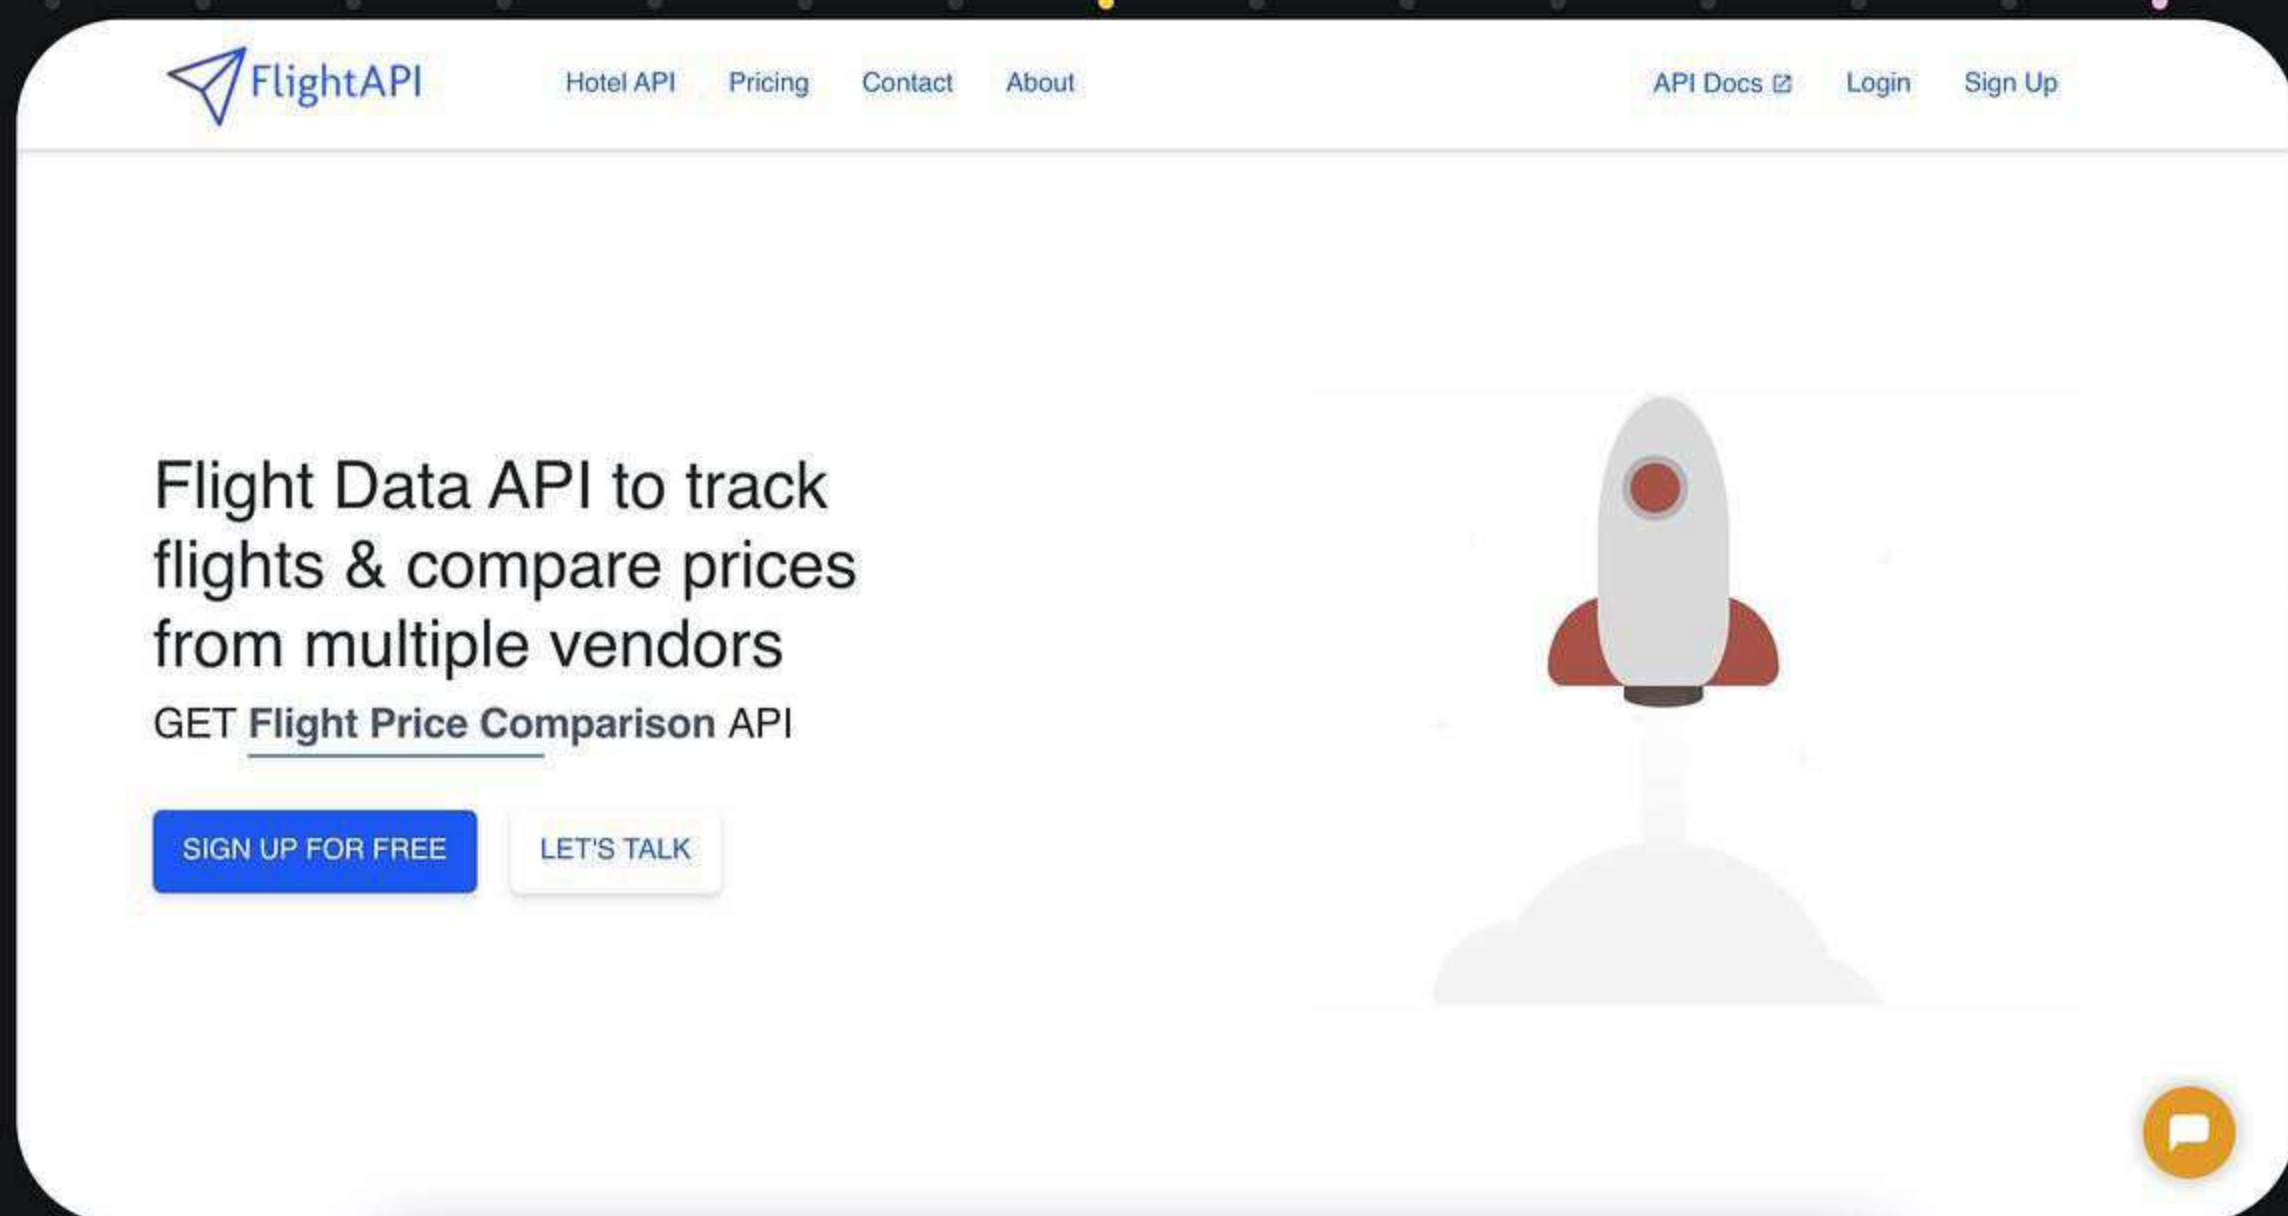 FlightAPI
Hotel API
Pricing
Contact
About
API Docs
Login
Sign Up
Flight Data API to track
flights & compare prices
from multiple vendors
GET Flight Price Comparison API
SIGN UP FOR FREE
LET'S TALK